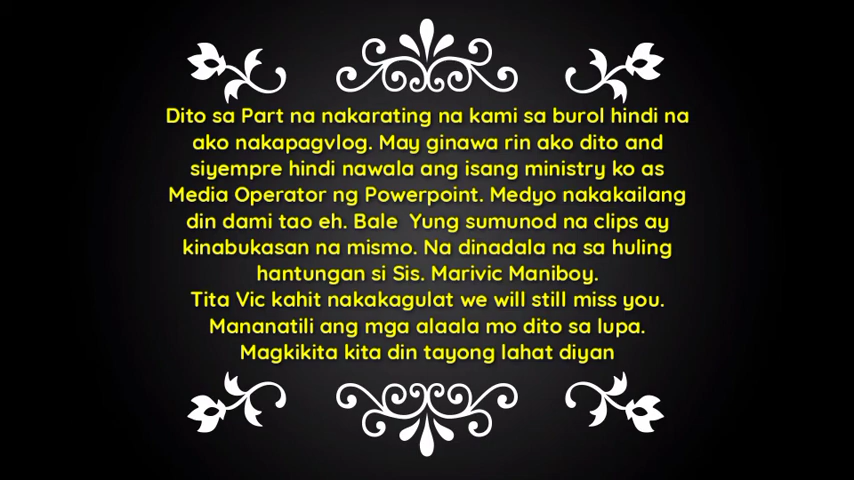 Dito sa Part na nakarating na kami sa burol hindi na
ako nakapagvlog. May ginawa rin ako dito and
siyempre hindi nawala ang isang ministry ko as
Media Operator ng Powerpoint. Medyo nakakailang
din dami tao eh. Bale  Yung sumunod na clips ay
kinabukasan na mismo. Na dinadala na sa huling
hantungan si Sis. Marivic Maniboy.
Tita Vic kahit nakakagulat we will still miss you.
Mananatili ang mga alaala mo dito sa lupa.
Magkikita kita din tayong lahat diyan